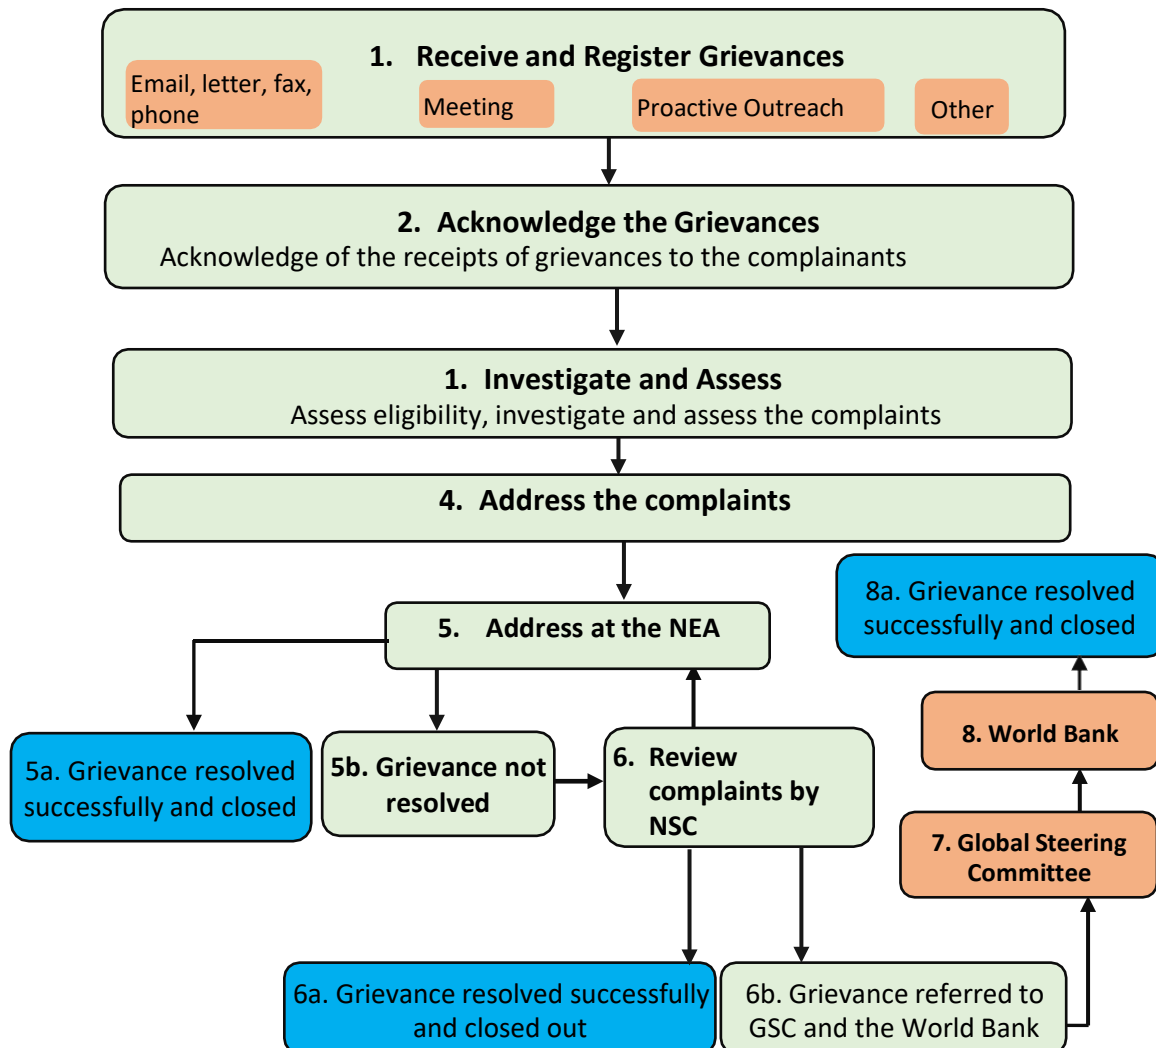 1. Receive and Register Grievances
Email, letter, fax,
phone
Meeting
Proactive Outreach
Other
2. Acknowledge the Grievances
Acknowledge of the receipts of grievances to the complainants
1. Investigate and Assess
Assess eligibility, investigate and assess the complaints
4. Address the complaints
8a. Grievance resolved
successfully and closed
5. Address at the NEA
8. World Bank
5a. Grievance resolved
successfully and closed
5b. Grievance not
resolved
6. Review
complaints by
NSC
7. Global Steering
Committee
6a. Grievance resolved successfully
and closed out
6b. Grievance referred to
GSC and the World Bank